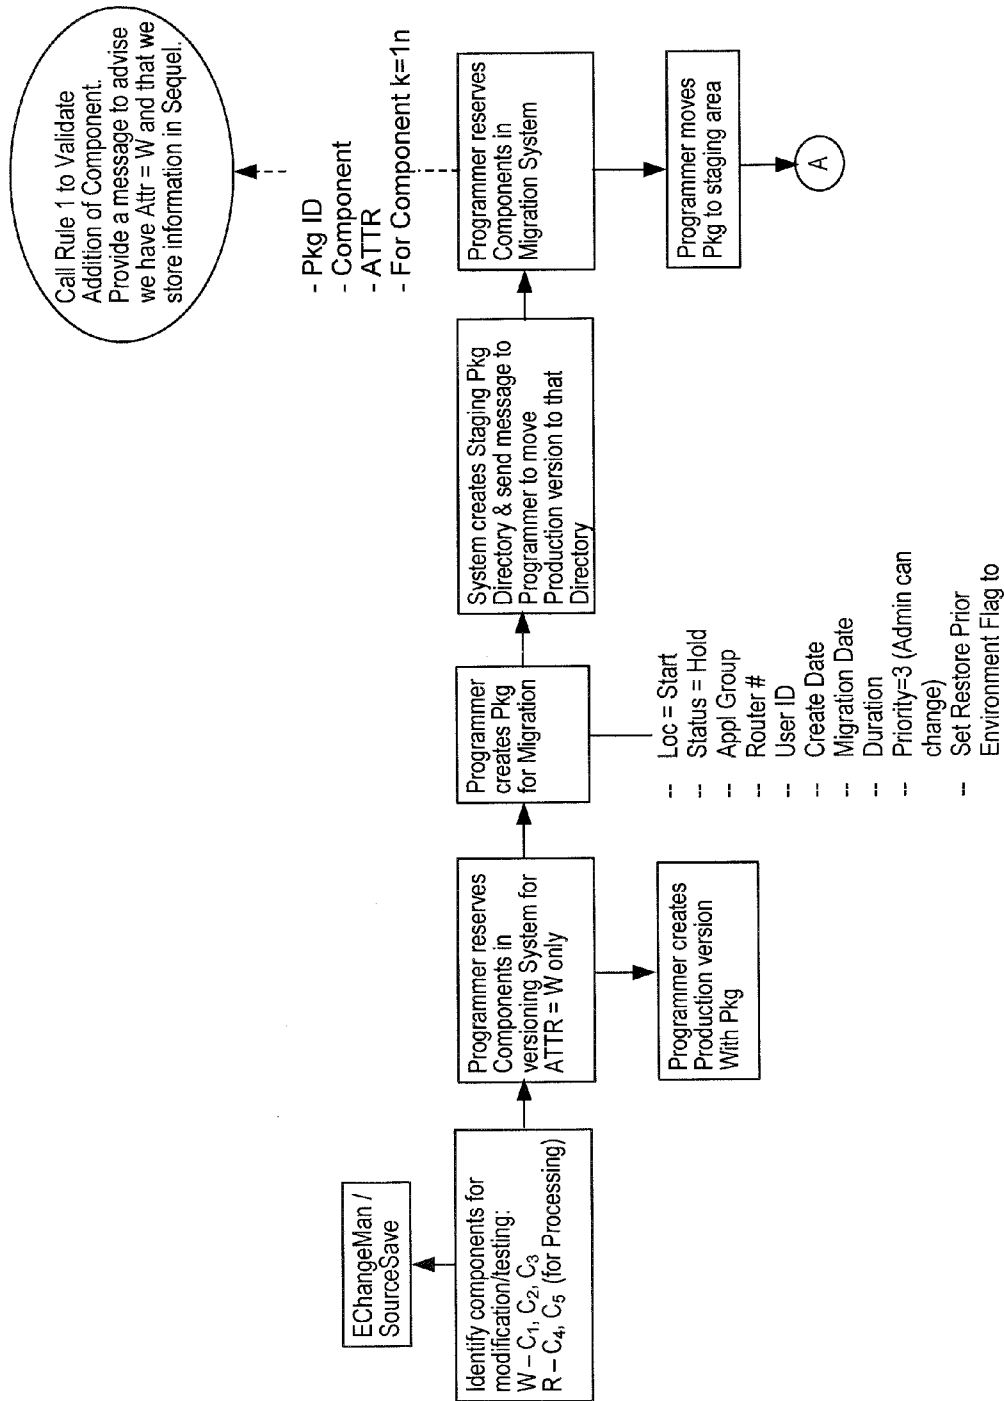 EChangeMan /
SourceSave
Identify components for
modification/testing:
W – C1, C2, C3
R – C4, C5 (for Processing)
Programmer reserves
Components in
versioning System for
ATTR = W only
Programmer creates
Production version
With Pkg
Programmer
creates Pkg
for Migration
-- Loc = Start
-- Status = Hold
-- Appl Group
-- Router #
-- User ID
-- Create Date
-- Migration Date
-- Duration
-- Priority=3 (Admin can
change)
-- Set Restore Prior
Environment Flag to
System creates Staging Pkg
Directory & send message to
Programmer to move
Production version to that
Directory
Programmer reserves
Components in
Migration System
- Pkg ID
- Component
- ATTR
- For Component k=1n
Call Rule 1 to Validate
Addition of Component.
Provide a message to advise
we have Attr = W and that we
store information in Sequel.
Programmer moves
Pkg to staging area
A